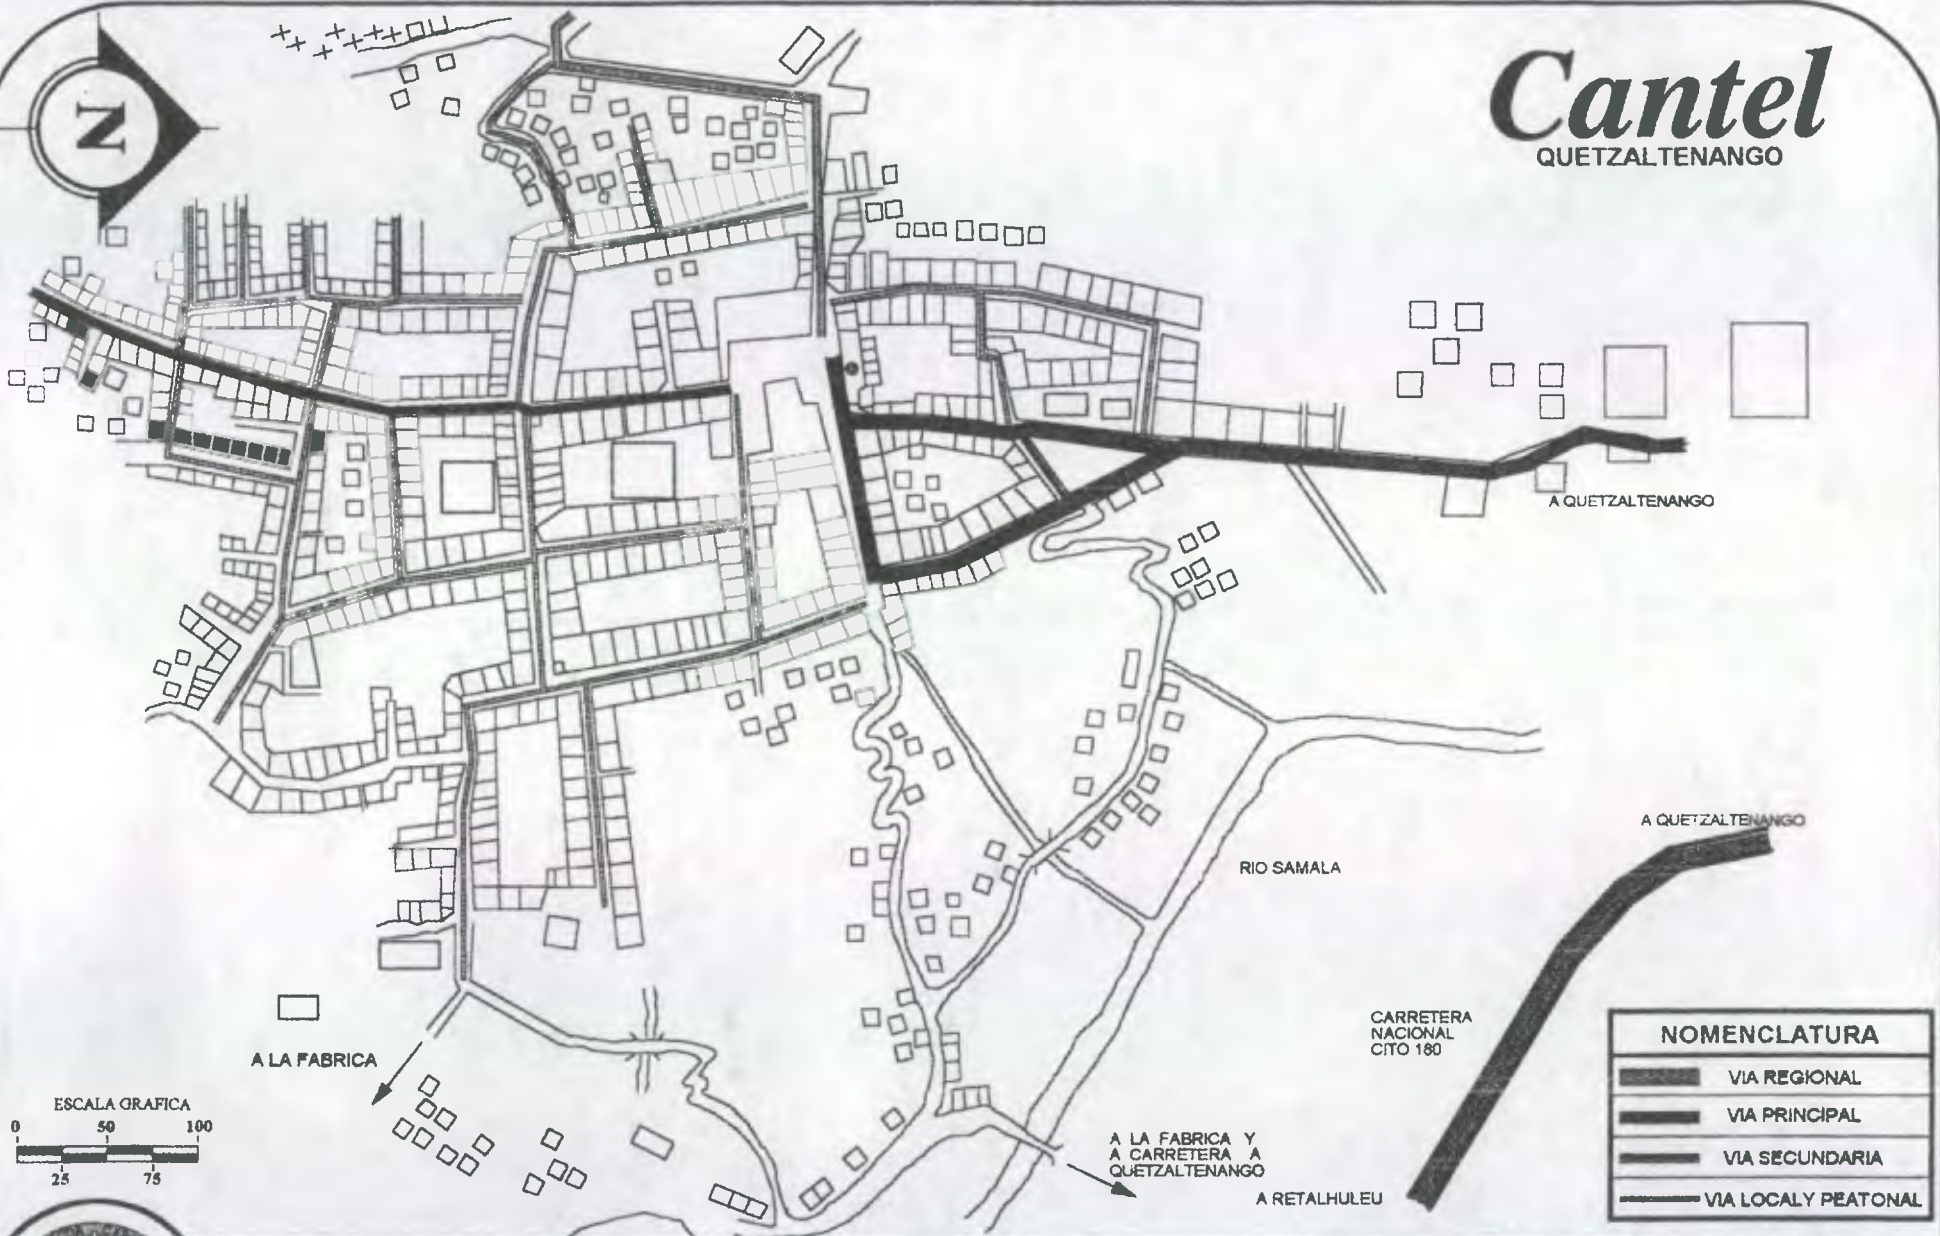 N
Cantel
QUETZALTENANGO
A QUETZALTENANGO
A QUETZALTENANGO
RIO SAMALA
CARRETERA
NACIONAL
CITO 180
A LA FABRICA
ESCALA GRAFICA
0 50 100
25 75
A LA FABRICA Y
A CARRETERA A
QUETZALTENANGO
A RETALHULEU
NOMENCLATURA
VIA REGIONAL
VIA PRINCIPAL
VIA SECUNDARIA
VIA LOCALY PEATONAL